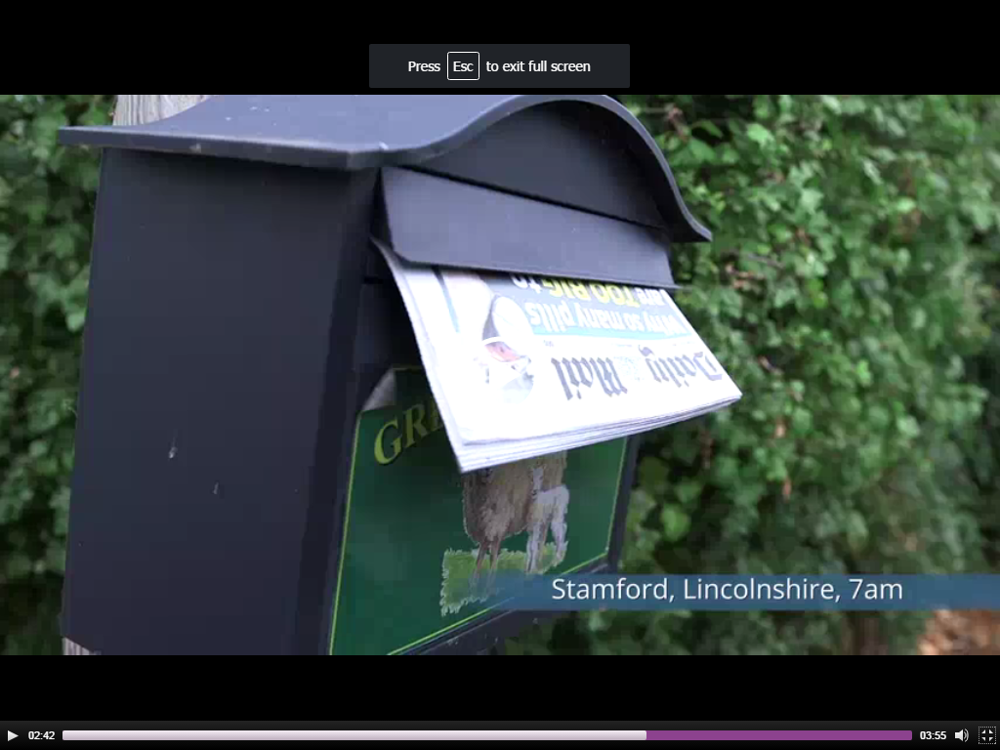 Press Esc to exit full screen
are TOO BIG to
Why so many pills
Daily Mail
GRE
Stamford, Lincolnshire, 7am
02:42
03:55